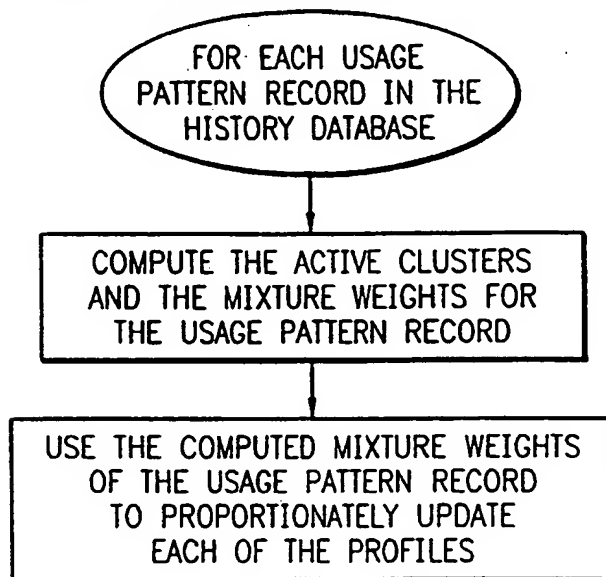 FOR EACH USAGE
PATTERN RECORD IN THE
HISTORY DATABASE
COMPUTE THE ACTIVE CLUSTERS
AND THE MIXTURE WEIGHTS FOR
THE USAGE PATTERN RECORD
USE THE COMPUTED MIXTURE WEIGHTS
OF THE USAGE PATTERN RECORD
TO PROPORTIONATELY UPDATE
EACH OF THE PROFILES